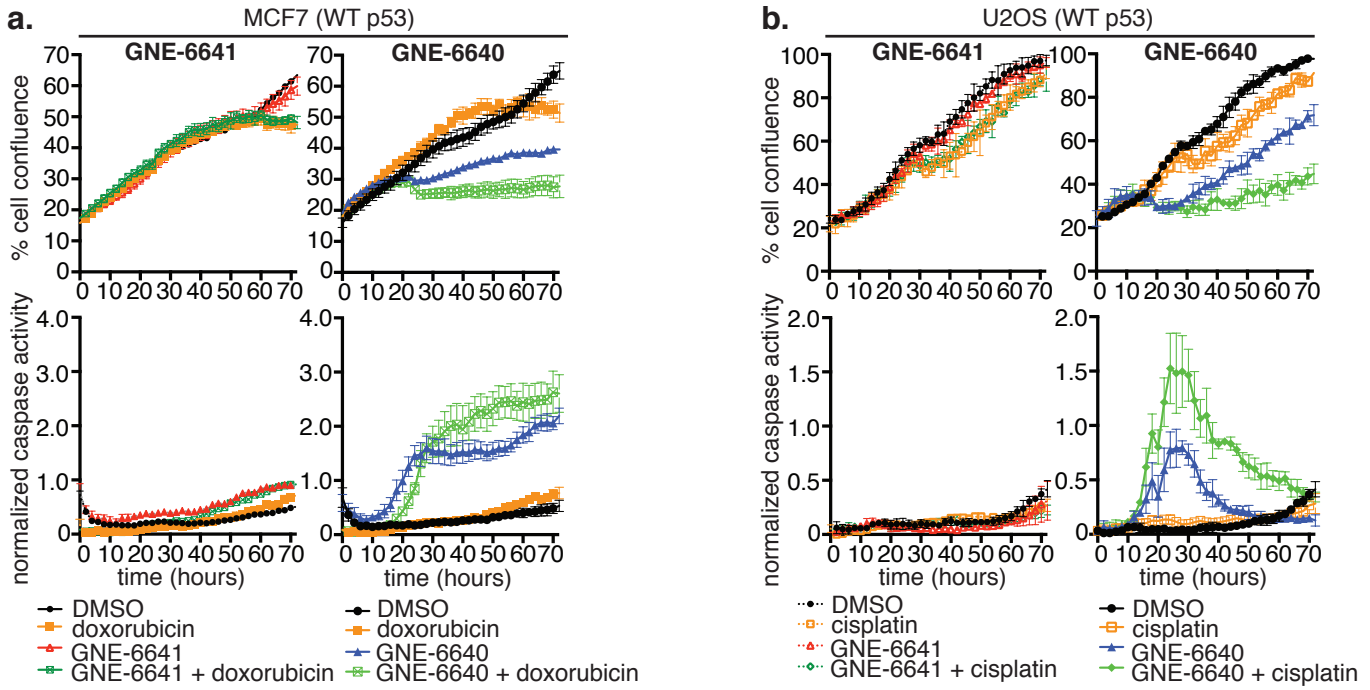 a.
MCF7 (WT p53)
GNE-6641
GNE-6640
% cell confluence
70
60
50
40
30
20
10
0
0 10 20 30 40 50 60 70
70
60
50
40
30
20
10
0
0 10 20 30 40 50 60 70
normalized caspase activity
4.0
3.0
2.0
1.0
0
0 10 20 30 40 50 60 70
time (hours)
4.0
3.0
2.0
1.0
0
0 10 20 30 40 50 60 70
time (hours)
DMSO
doxorubicin
GNE-6641
GNE-6641 + doxorubicin
DMSO
doxorubicin
GNE-6640
GNE-6640 + doxorubicin
b.
U2OS (WT p53)
GNE-6641
GNE-6640
% cell confluence
100
80
60
40
20
0
0 10 20 30 40 50 60 70
100
80
60
40
20
0
0 10 20 30 40 50 60 70
normalized caspase activity
2.0
1.5
1.0
0.5
0
0 10 20 30 40 50 60 70
time (hours)
2.0
1.5
1.0
0.5
0
0 10 20 30 40 50 60 70
time (hours)
DMSO
cisplatin
GNE-6641
GNE-6641 + cisplatin
DMSO
cisplatin
GNE-6640
GNE-6640 + cisplatin